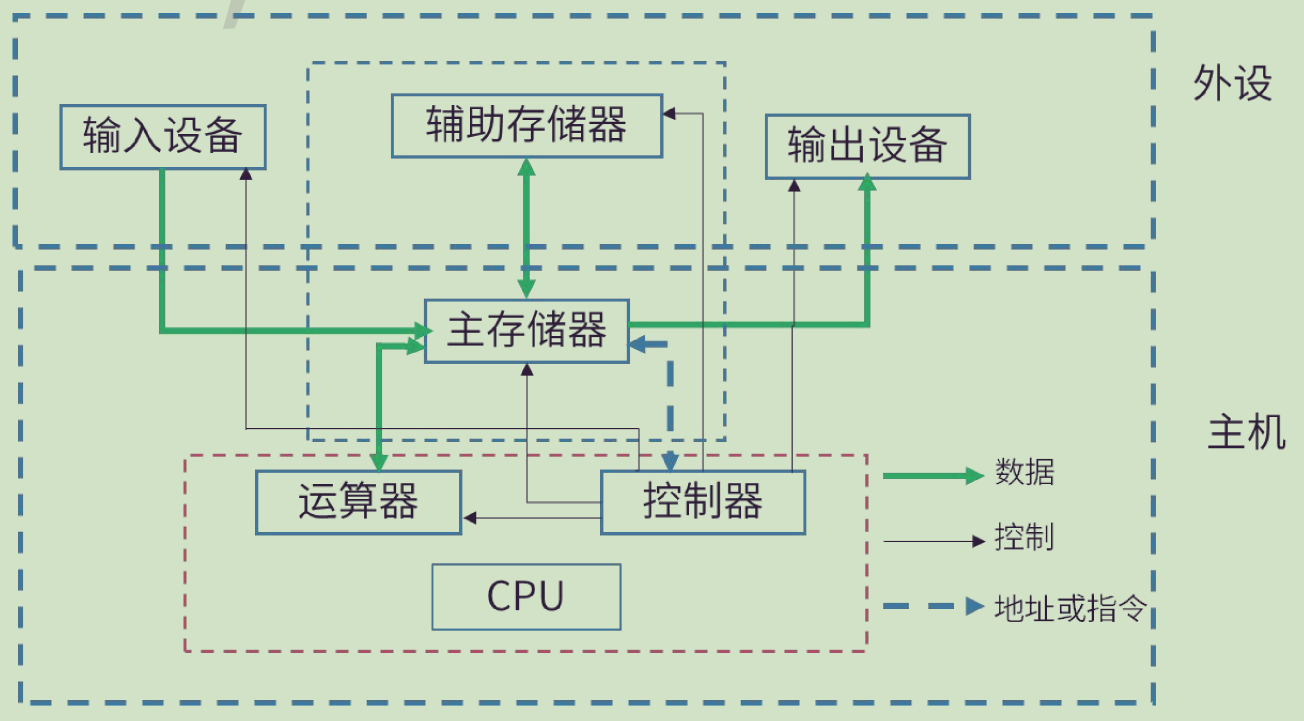 外设
输入设备
辅助存储器
输出设备
主存储器
主机
运算器
控制器
CPU
数据
控制
地址或指令